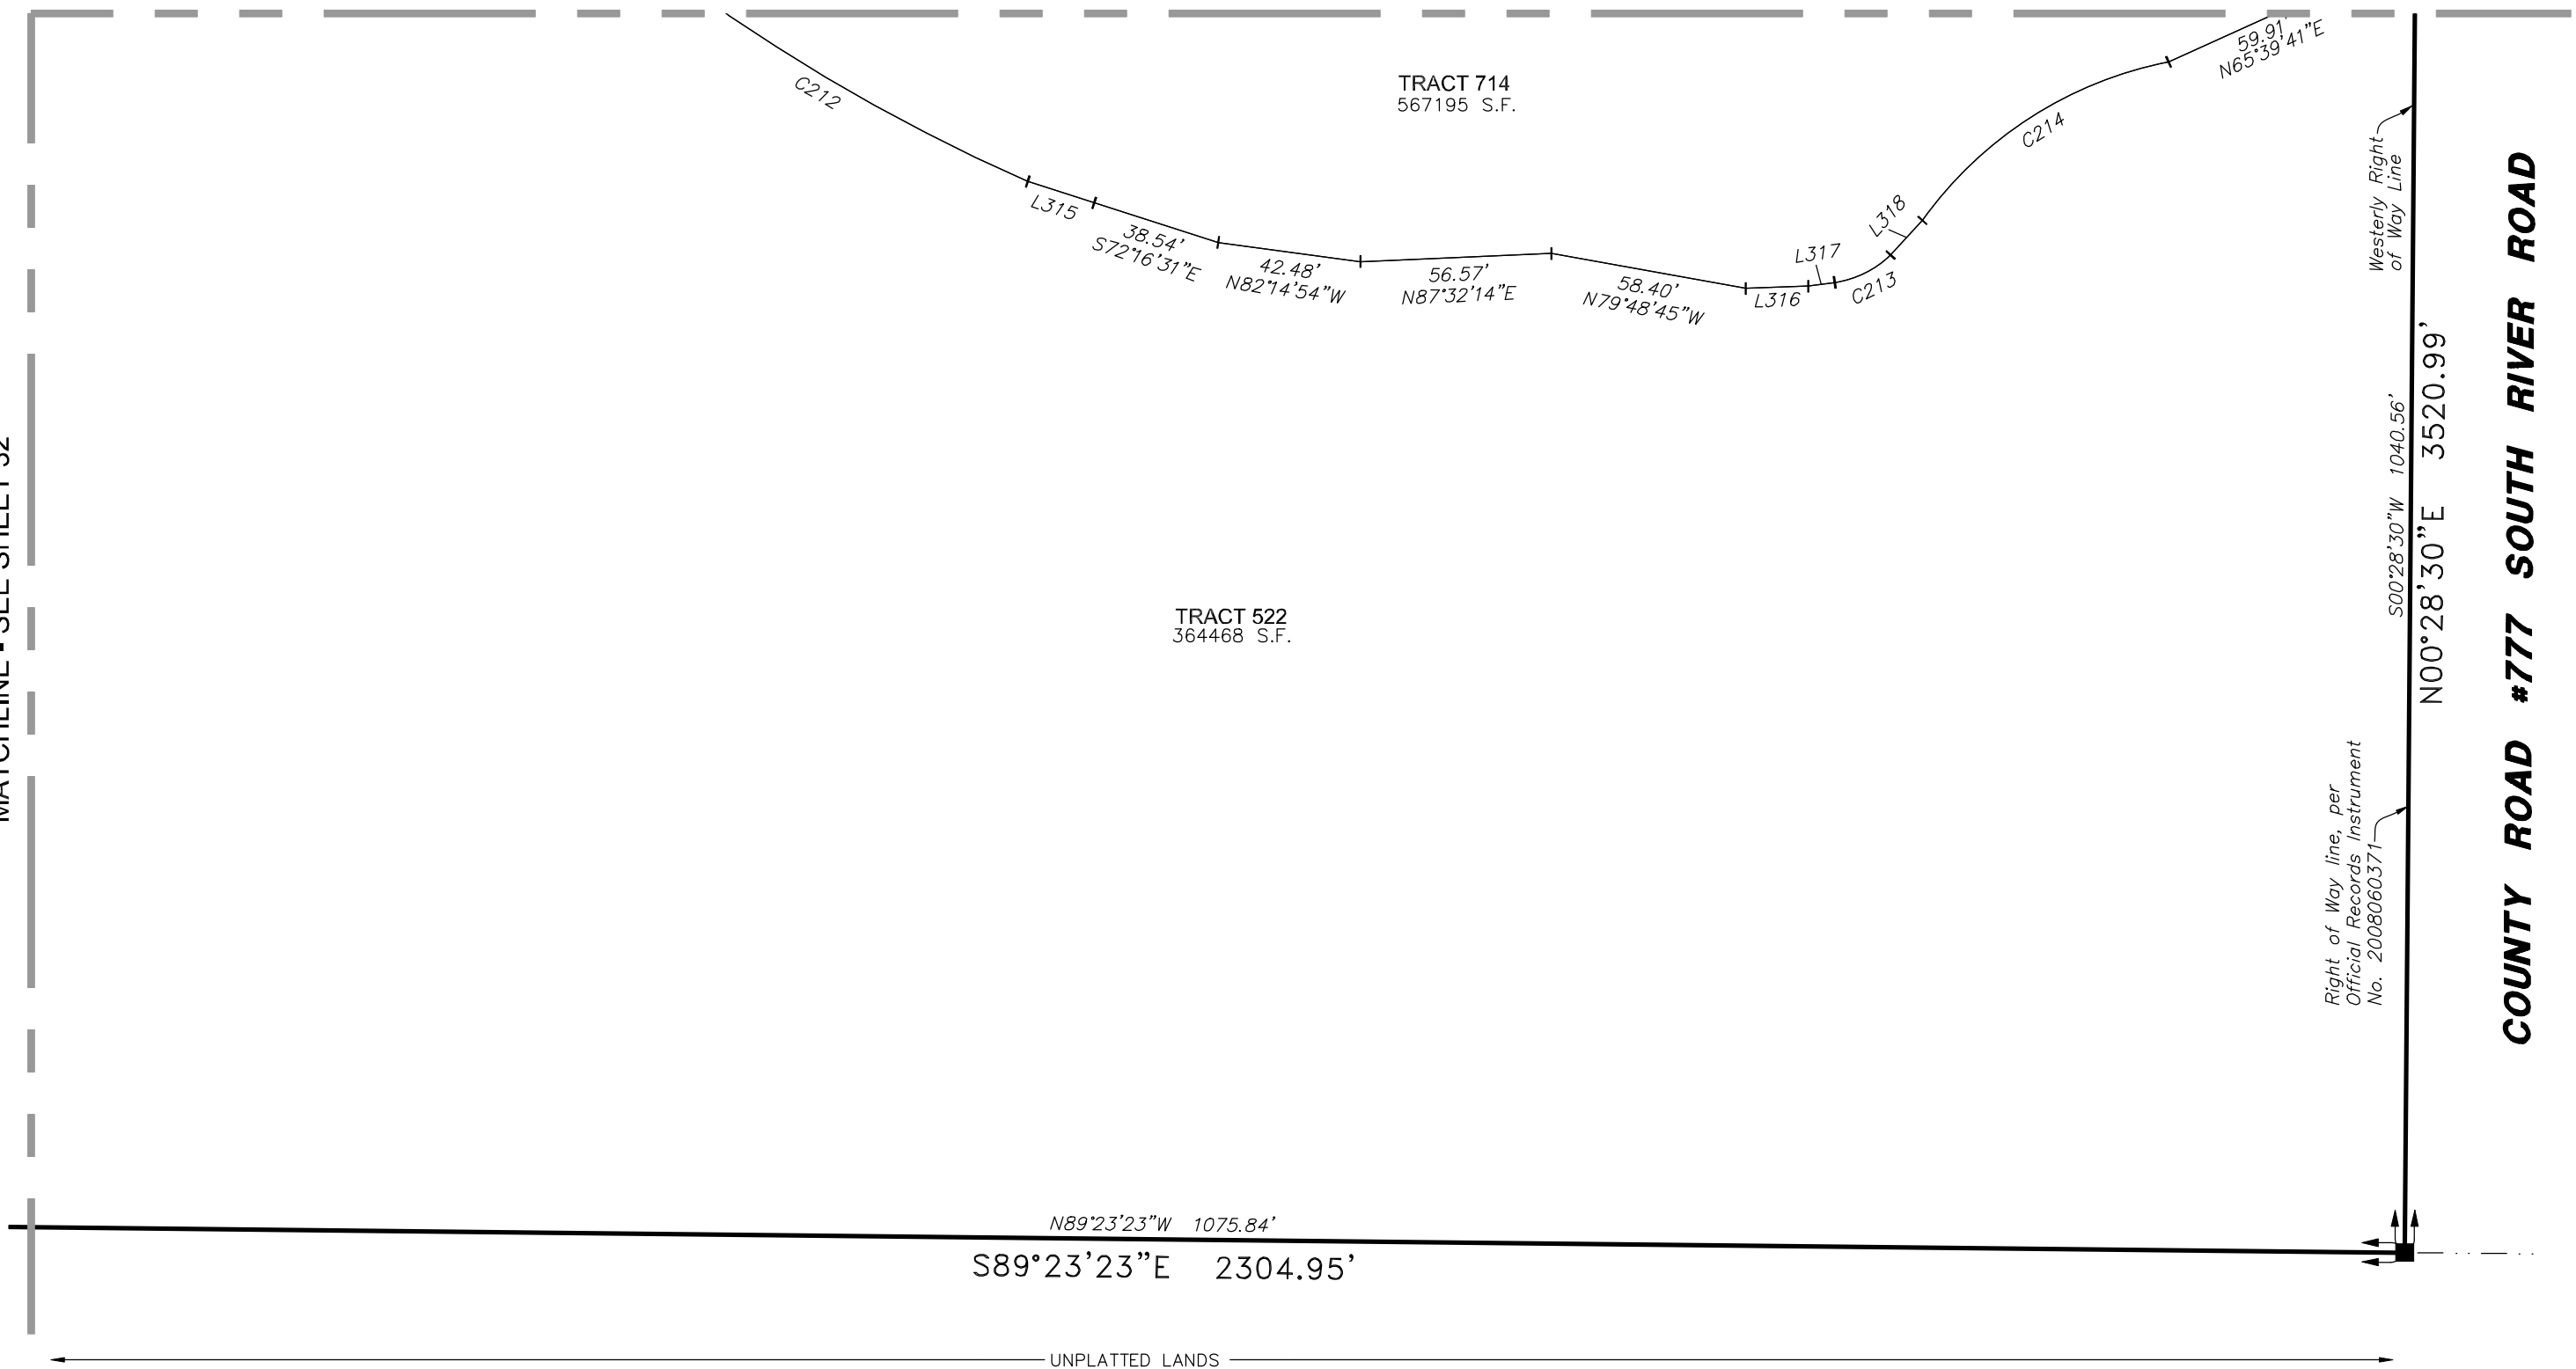 59.91'
N65°39'41"E
C212
TRACT 714
567195 S.F.
C214
Westerly Right
of Way Line
L315
38.54'
S72°16'31"E
42.48'
N82°14'54"W
56.57'
N87°32'14"E
58.40'
N79°48'45"W
L316
L317
C213
L318
S00°28'30"W 1040.56'
N00°28'30"E 3520.99'
COUNTY ROAD #777 SOUTH RIVER ROAD
TRACT 522
364468 S.F.
Right of Way line, per
Official Records Instrument
No. 2008060371
MATCHLINE - SEE SHEET
N89°23'23"W 1075.84'
S89°23'23"E 2304.95'
UNPLATTED LANDS